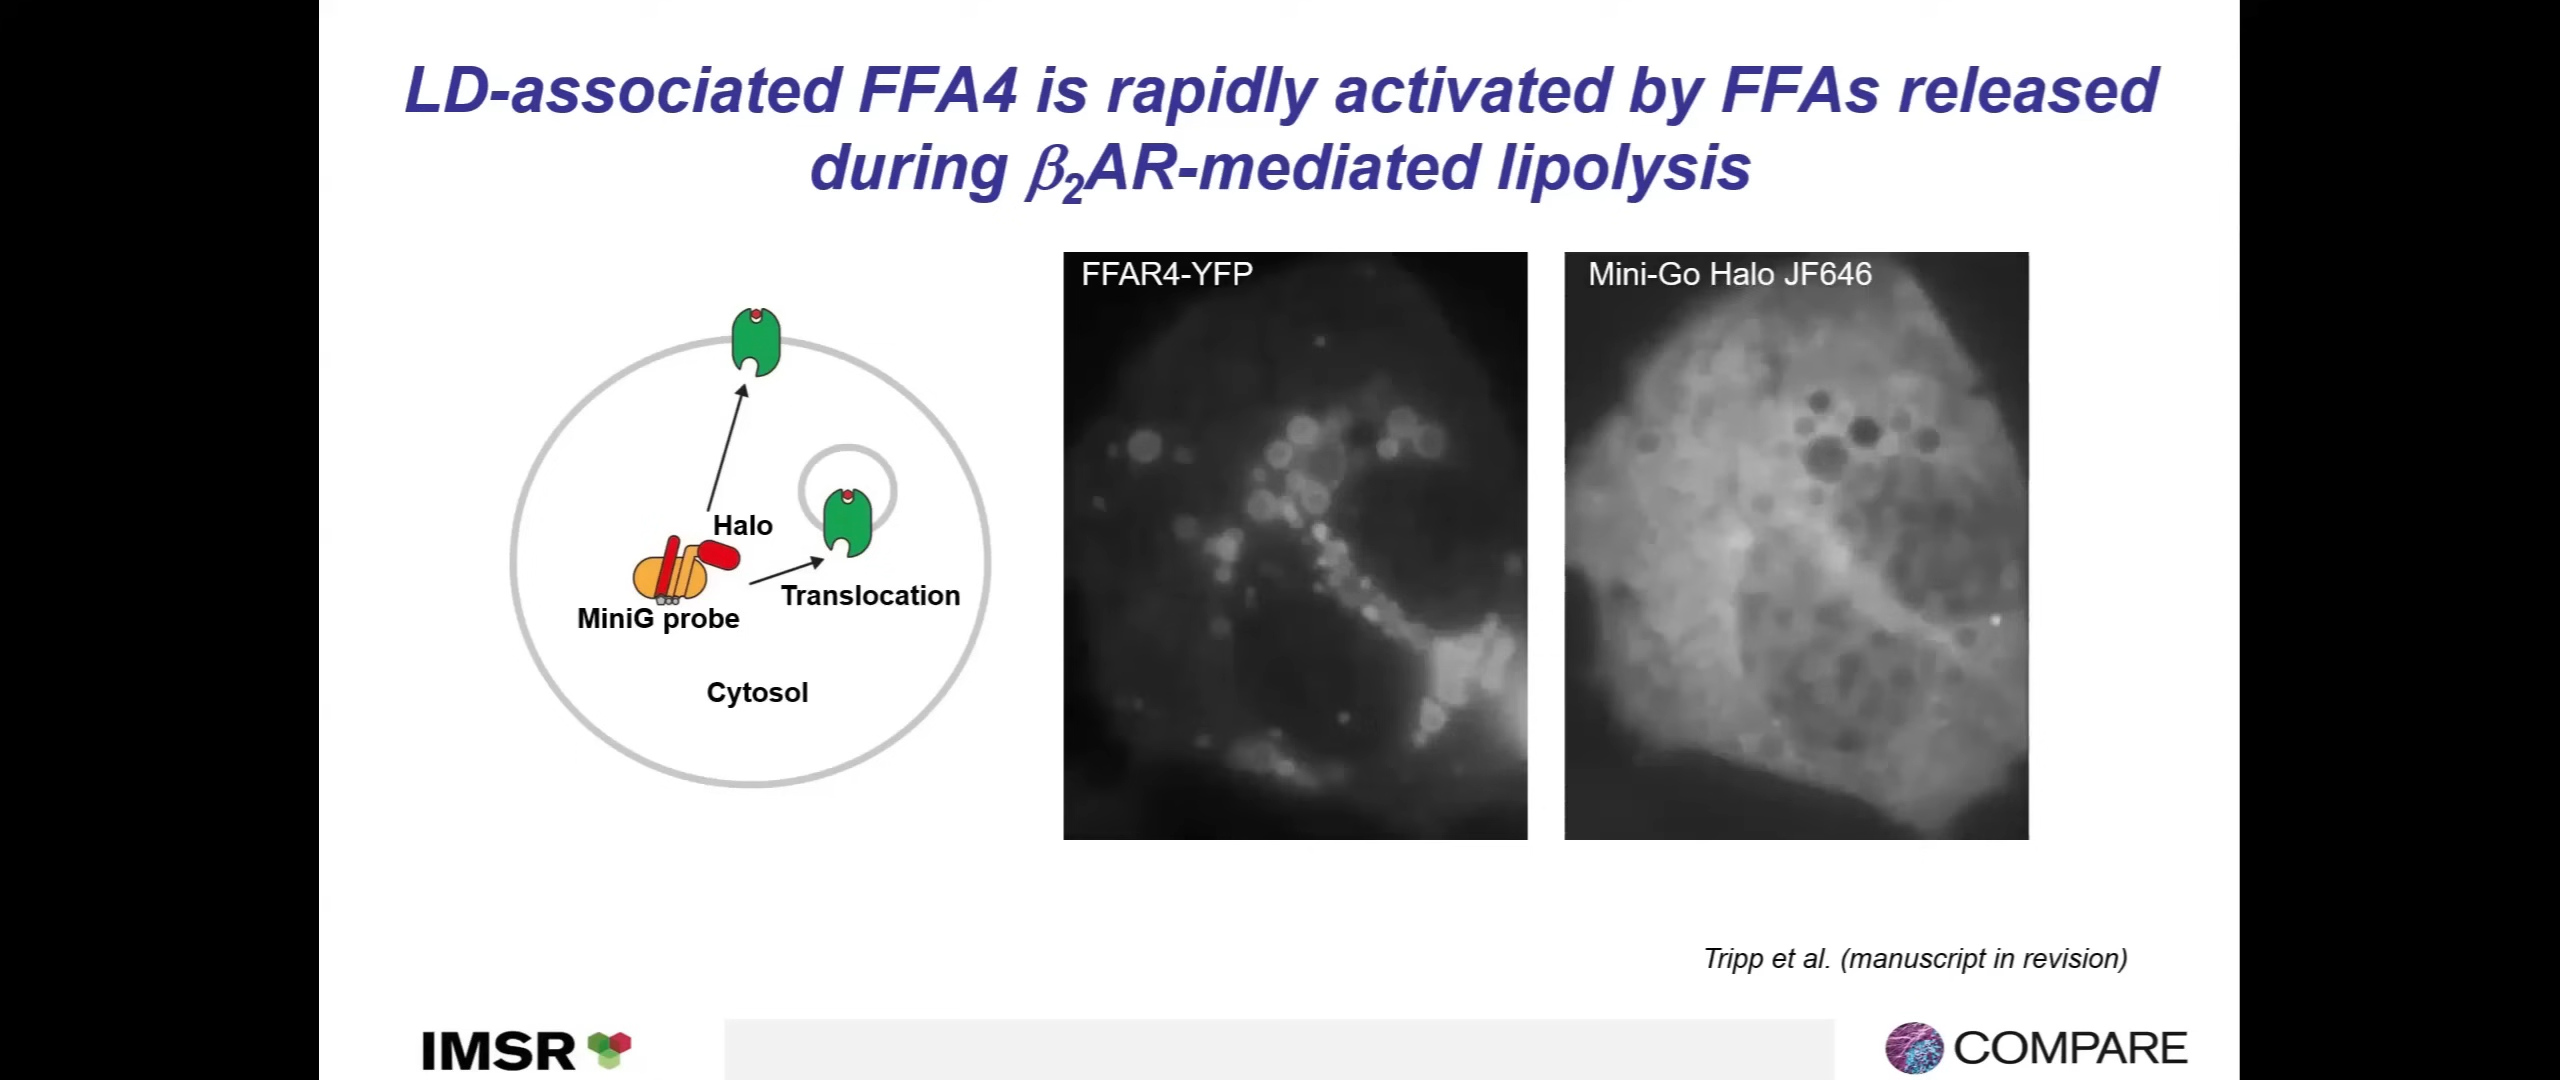 LD-associated FFA4 is rapidly activated by FFAs released
during β₂AR-mediated lipolysis
FFAR4-YFP
Mini-Go Halo JF646
Halo
Translocation
MiniG probe
Cytosol
Tripp et al. (manuscript in revision)
IMSR
COMPARE